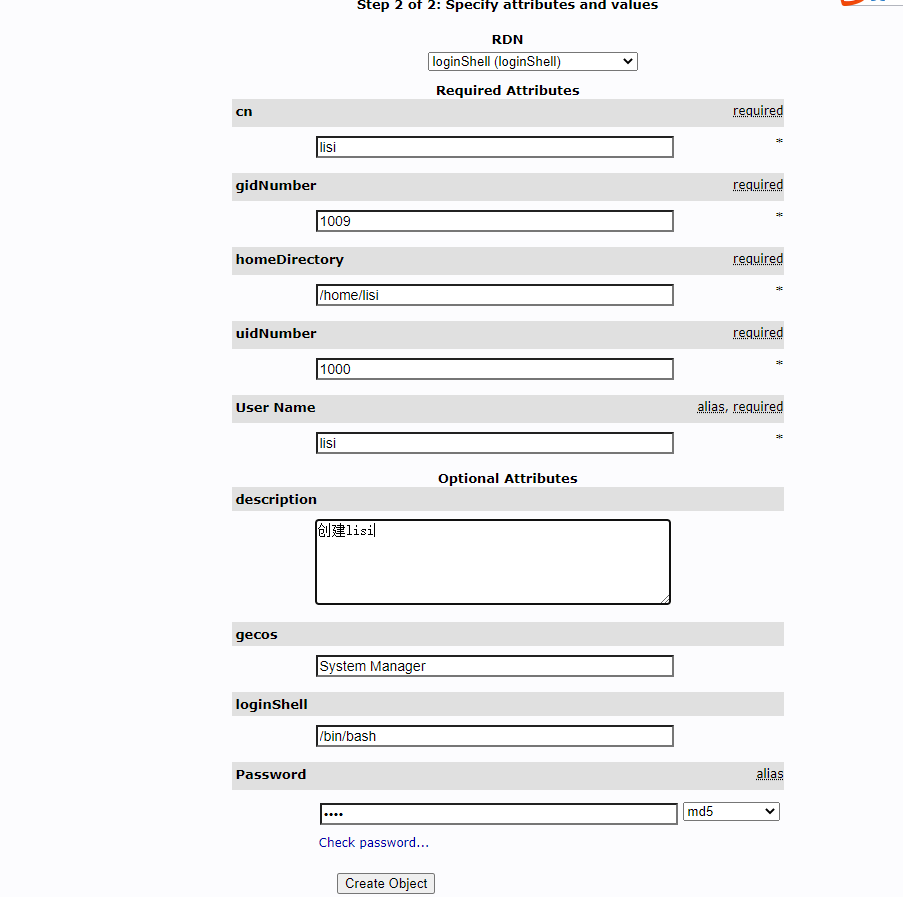 Step 2 of 2: Specify attributes and values
RDN
loginShell (loginShell)
Required Attributes
cn required
lisi *
gidNumber required
1009 *
homeDirectory required
/home/lisi *
uidNumber required
1000 *
User Name alias, required
lisi *
Optional Attributes
description
创建lisi
gecos
System Manager
loginShell
/bin/bash
Password alias
•••• md5
Check password...
Create Object